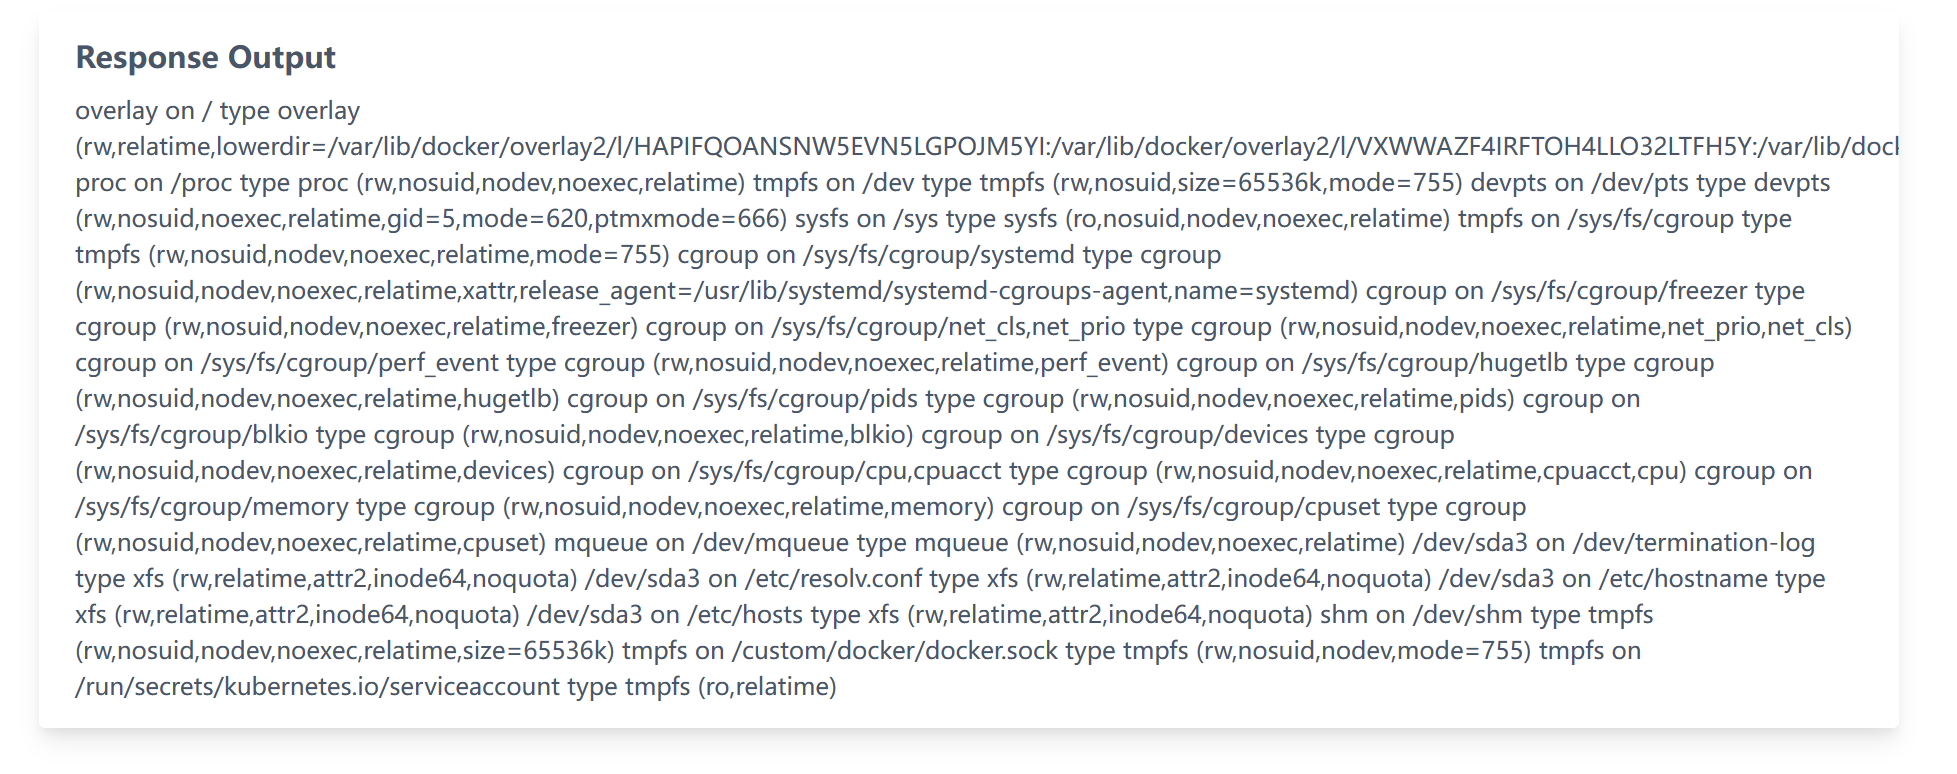 Response Output
overlay on / type overlay
(rw,relatime,lowerdir=/var/lib/docker/overlay2/l/HAPIFQOANSNW5EVN5LGPOJM5YI:/var/lib/docker/overlay2/l/VXWWAZF4IRFTOH4LLO32LTFH5Y:/var/lib/dock
proc on /proc type proc (rw,nosuid,nodev,noexec,relatime) tmpfs on /dev type tmpfs (rw,nosuid,size=65536k,mode=755) devpts on /dev/pts type devpts
(rw,nosuid,noexec,relatime,gid=5,mode=620,ptmxmode=666) sysfs on /sys type sysfs (ro,nosuid,nodev,noexec,relatime) tmpfs on /sys/fs/cgroup type
tmpfs (rw,nosuid,nodev,noexec,relatime,mode=755) cgroup on /sys/fs/cgroup/systemd type cgroup
(rw,nosuid,nodev,noexec,relatime,xattr,release_agent=/usr/lib/systemd/systemd-cgroups-agent,name=systemd) cgroup on /sys/fs/cgroup/freezer type
cgroup (rw,nosuid,nodev,noexec,relatime,freezer) cgroup on /sys/fs/cgroup/net_cls,net_prio type cgroup (rw,nosuid,nodev,noexec,relatime,net_prio,net_cls)
cgroup on /sys/fs/cgroup/perf_event type cgroup (rw,nosuid,nodev,noexec,relatime,perf_event) cgroup on /sys/fs/cgroup/hugetlb type cgroup
(rw,nosuid,nodev,noexec,relatime,hugetlb) cgroup on /sys/fs/cgroup/pids type cgroup (rw,nosuid,nodev,noexec,relatime,pids) cgroup on
/sys/fs/cgroup/blkio type cgroup (rw,nosuid,nodev,noexec,relatime,blkio) cgroup on /sys/fs/cgroup/devices type cgroup
(rw,nosuid,nodev,noexec,relatime,devices) cgroup on /sys/fs/cgroup/cpu,cpuacct type cgroup (rw,nosuid,nodev,noexec,relatime,cpuacct,cpu) cgroup on
/sys/fs/cgroup/memory type cgroup (rw,nosuid,nodev,noexec,relatime,memory) cgroup on /sys/fs/cgroup/cpuset type cgroup
(rw,nosuid,nodev,noexec,relatime,cpuset) mqueue on /dev/mqueue type mqueue (rw,nosuid,nodev,noexec,relatime) /dev/sda3 on /dev/termination-log
type xfs (rw,relatime,attr2,inode64,noquota) /dev/sda3 on /etc/resolv.conf type xfs (rw,relatime,attr2,inode64,noquota) /dev/sda3 on /etc/hostname type
xfs (rw,relatime,attr2,inode64,noquota) /dev/sda3 on /etc/hosts type xfs (rw,relatime,attr2,inode64,noquota) shm on /dev/shm type tmpfs
(rw,nosuid,nodev,noexec,relatime,size=65536k) tmpfs on /custom/docker/docker.sock type tmpfs (rw,nosuid,nodev,mode=755) tmpfs on
/run/secrets/kubernetes.io/serviceaccount type tmpfs (ro,relatime)